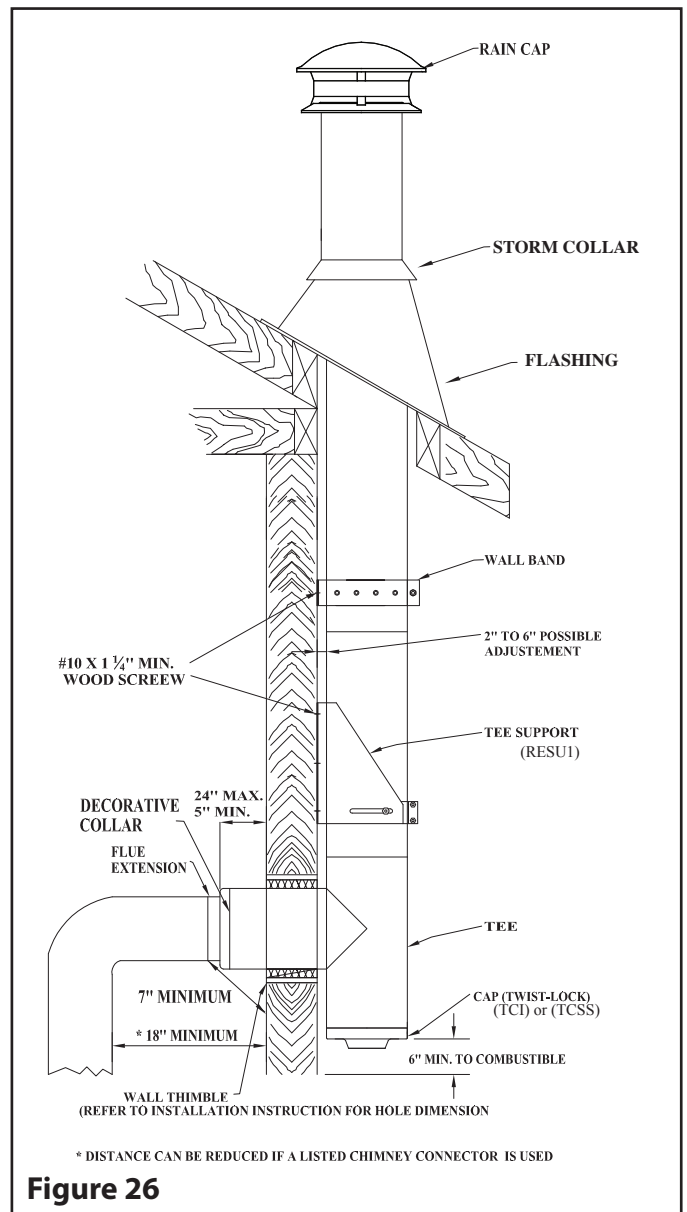 RAIN CAP
STORM COLLAR
FLASHING
WALL BAND
2" TO 6" POSSIBLE
ADJUSTEMENT
#10 X 1 1/4" MIN.
WOOD SCREEW
TEE SUPPORT
(RESU1)
24" MAX.
5" MIN.
DECORATIVE
COLLAR
FLUE
EXTENSION
TEE
7" MINIMUM
CAP (TWIST-LOCK)
(TCI) or (TCSS)
* 18" MINIMUM
6" MIN. TO COMBUSTIBLE
WALL THIMBLE
(REFER TO INSTALLATION INSTRUCTION FOR HOLE DIMENSION
* DISTANCE CAN BE REDUCED IF A LISTED CHIMNEY CONNECTOR IS USED
Figure 26